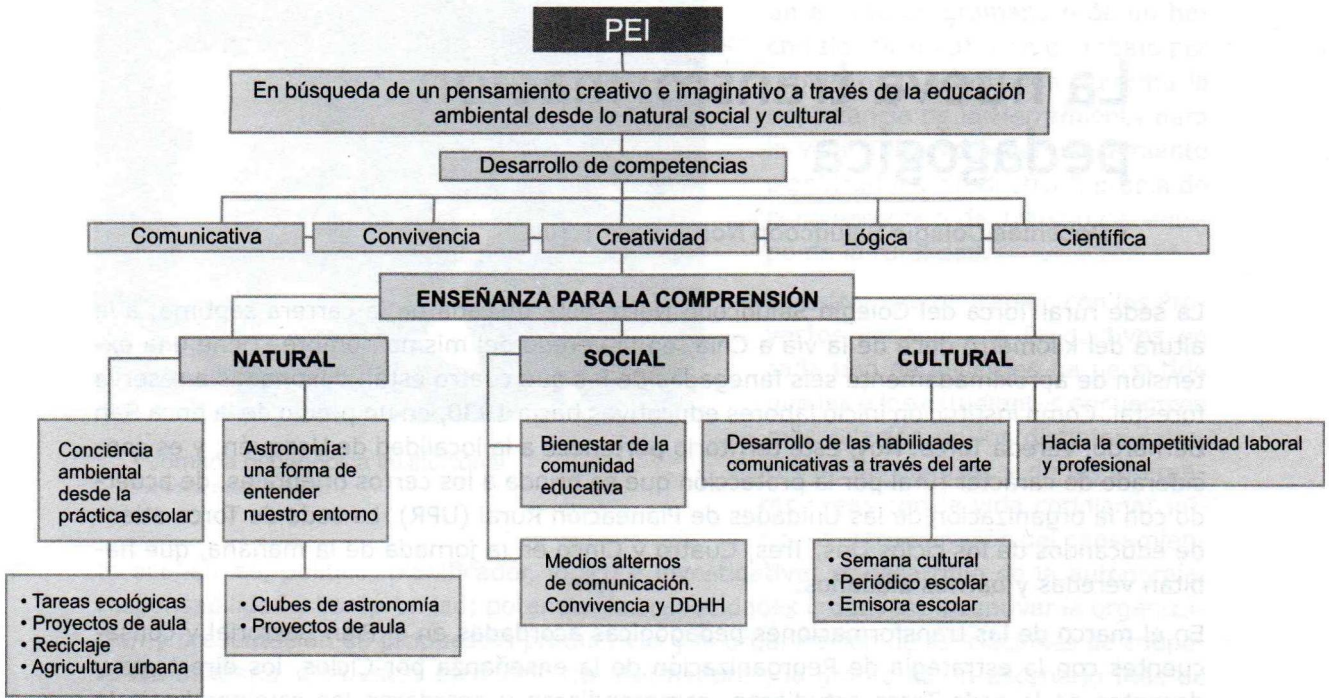 PEI
En búsqueda de un pensamiento creativo e imaginativo a través de la educación
ambiental desde lo natural social y cultural
Desarrollo de competencias
Comunicativa
Convivencia
Creatividad
Lógica
Científica
ENSEÑANZA PARA LA COMPRENSIÓN
NATURAL
SOCIAL
CULTURAL
Conciencia
ambiental
desde la
práctica escolar
Astronomía:
una forma de
entender
nuestro entorno
Bienestar de la
comunidad
educativa
Desarrollo de las habilidades
comunicativas a través del arte
Hacia la competitividad laboral
y profesional
• Tareas ecológicas
• Proyectos de aula
• Reciclaje
• Agricultura urbana
• Clubes de astronomía
• Proyectos de aula
Medios alternos
de comunicación.
Convivencia y DDHH
• Semana cultural
• Periódico escolar
• Emisora escolar